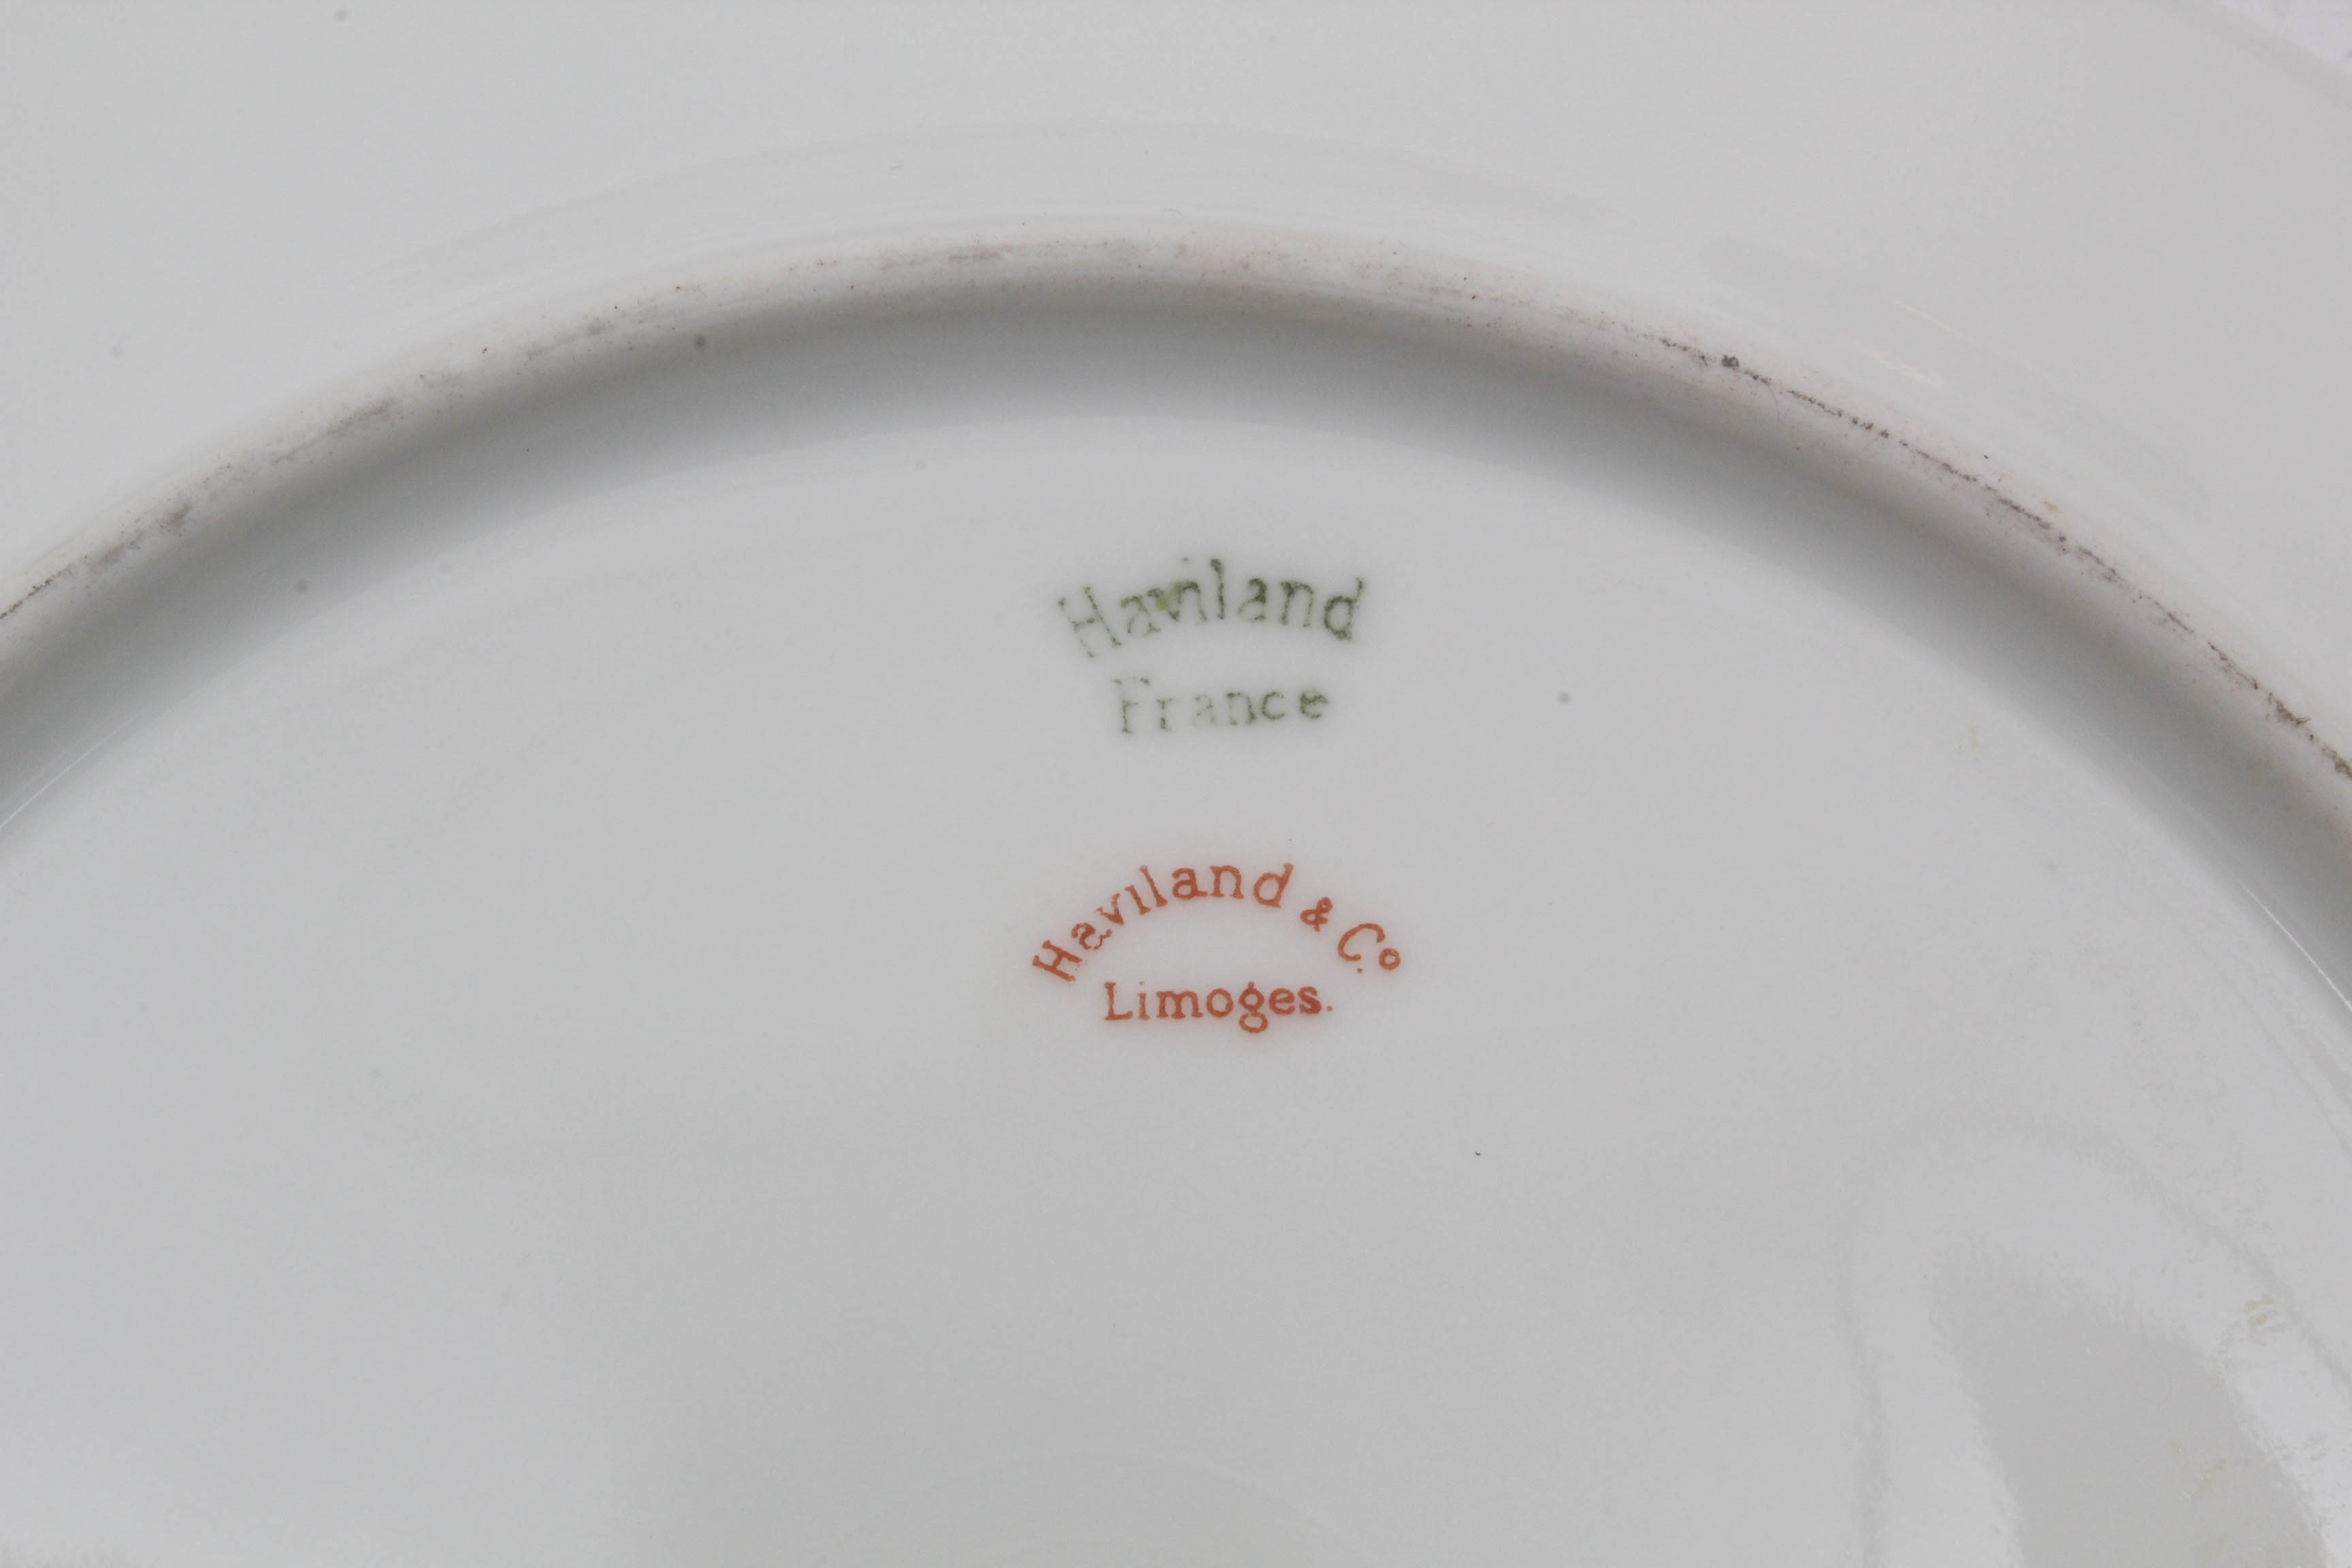 Haviland
France
Haviland & Co
Limoges.